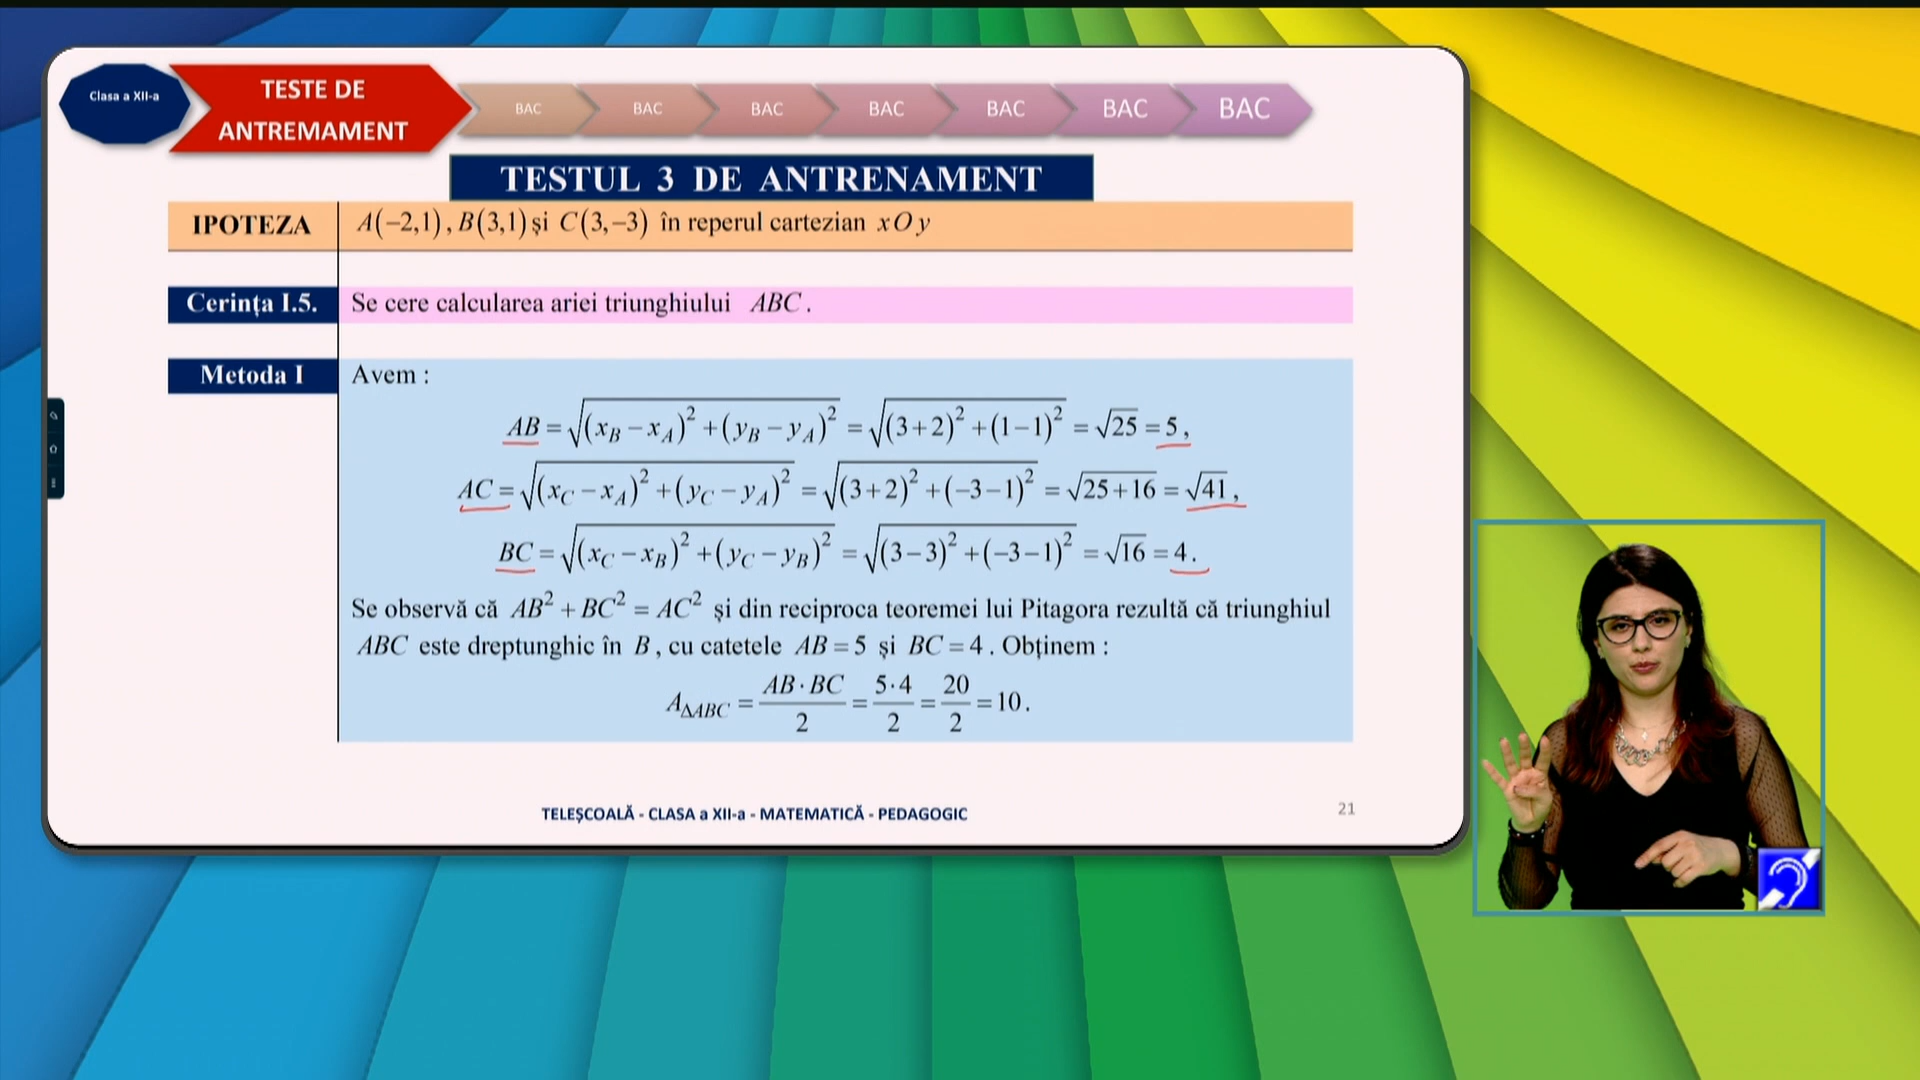 Clasa a XII-a
TESTE DE
ANTREMAMENT
BAC BAC BAC BAC BAC BAC BAC
TESTUL 3 DE ANTRENAMENT
IPOTEZA A(−2,1), B(3,1) și C(3,−3) în reperul cartezian xOy
Cerința I.5. Se cere calcularea ariei triunghiului ABC.
Metoda I Avem :
AB = √((x_B − x_A)² + (y_B − y_A)²) = √((3+2)² + (1−1)²) = √25 = 5,
AC = √((x_C − x_A)² + (y_C − y_A)²) = √((3+2)² + (−3−1)²) = √(25+16) = √41,
BC = √((x_C − x_B)² + (y_C − y_B)²) = √((3−3)² + (−3−1)²) = √16 = 4.
Se observă că AB² + BC² = AC² și din reciproca teoremei lui Pitagora rezultă că triunghiul
ABC este dreptunghic în B, cu catetele AB = 5 și BC = 4. Obținem :
A_ΔABC = AB·BC/2 = 5·4/2 = 20/2 = 10.
TELEȘCOALĂ - CLASA a XII-a - MATEMATICĂ - PEDAGOGIC
21